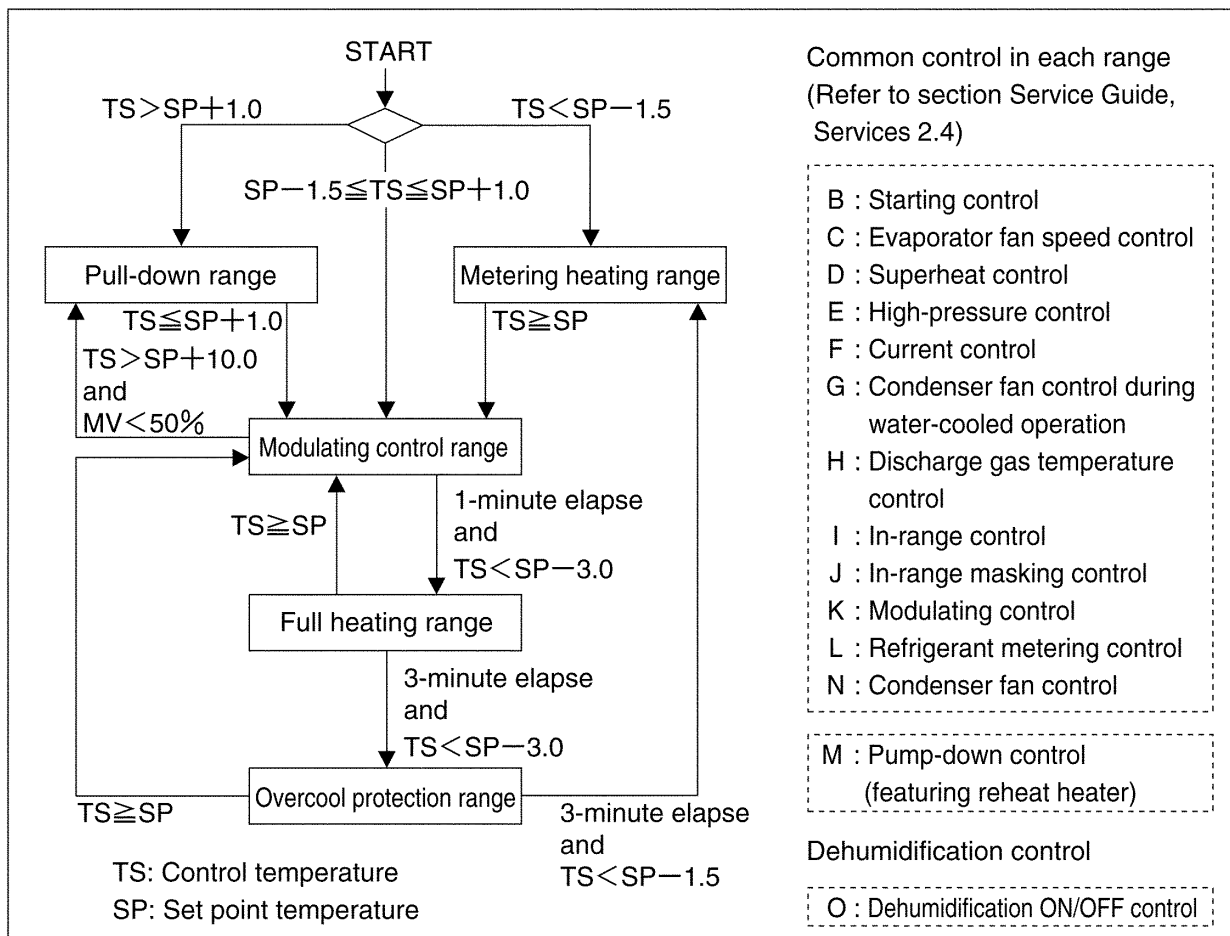 START
TS>SP+1.0
TS<SP−1.5
SP−1.5≦TS≦SP+1.0
Pull-down range
Metering heating range
TS≦SP+1.0
TS>SP+10.0
and
MV<50%
TS≧SP
Modulating control range
TS≧SP
1-minute elapse
and
TS<SP−3.0
Full heating range
3-minute elapse
and
TS<SP−3.0
Overcool protection range
TS≧SP
3-minute elapse
and
TS<SP−1.5
TS: Control temperature
SP: Set point temperature
Common control in each range
(Refer to section Service Guide,
Services 2.4)
B : Starting control
C : Evaporator fan speed control
D : Superheat control
E : High-pressure control
F : Current control
G : Condenser fan control during
water-cooled operation
H : Discharge gas temperature
control
I : In-range control
J : In-range masking control
K : Modulating control
L : Refrigerant metering control
N : Condenser fan control
M : Pump-down control
(featuring reheat heater)
Dehumidification control
O : Dehumidification ON/OFF control